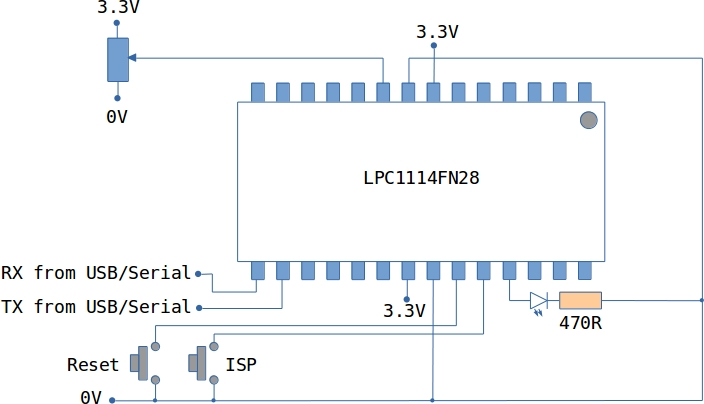 3.3V
3.3V
0V
LPC1114FN28
RX from USB/Serial
TX from USB/Serial
3.3V
470R
Reset
ISP
0V